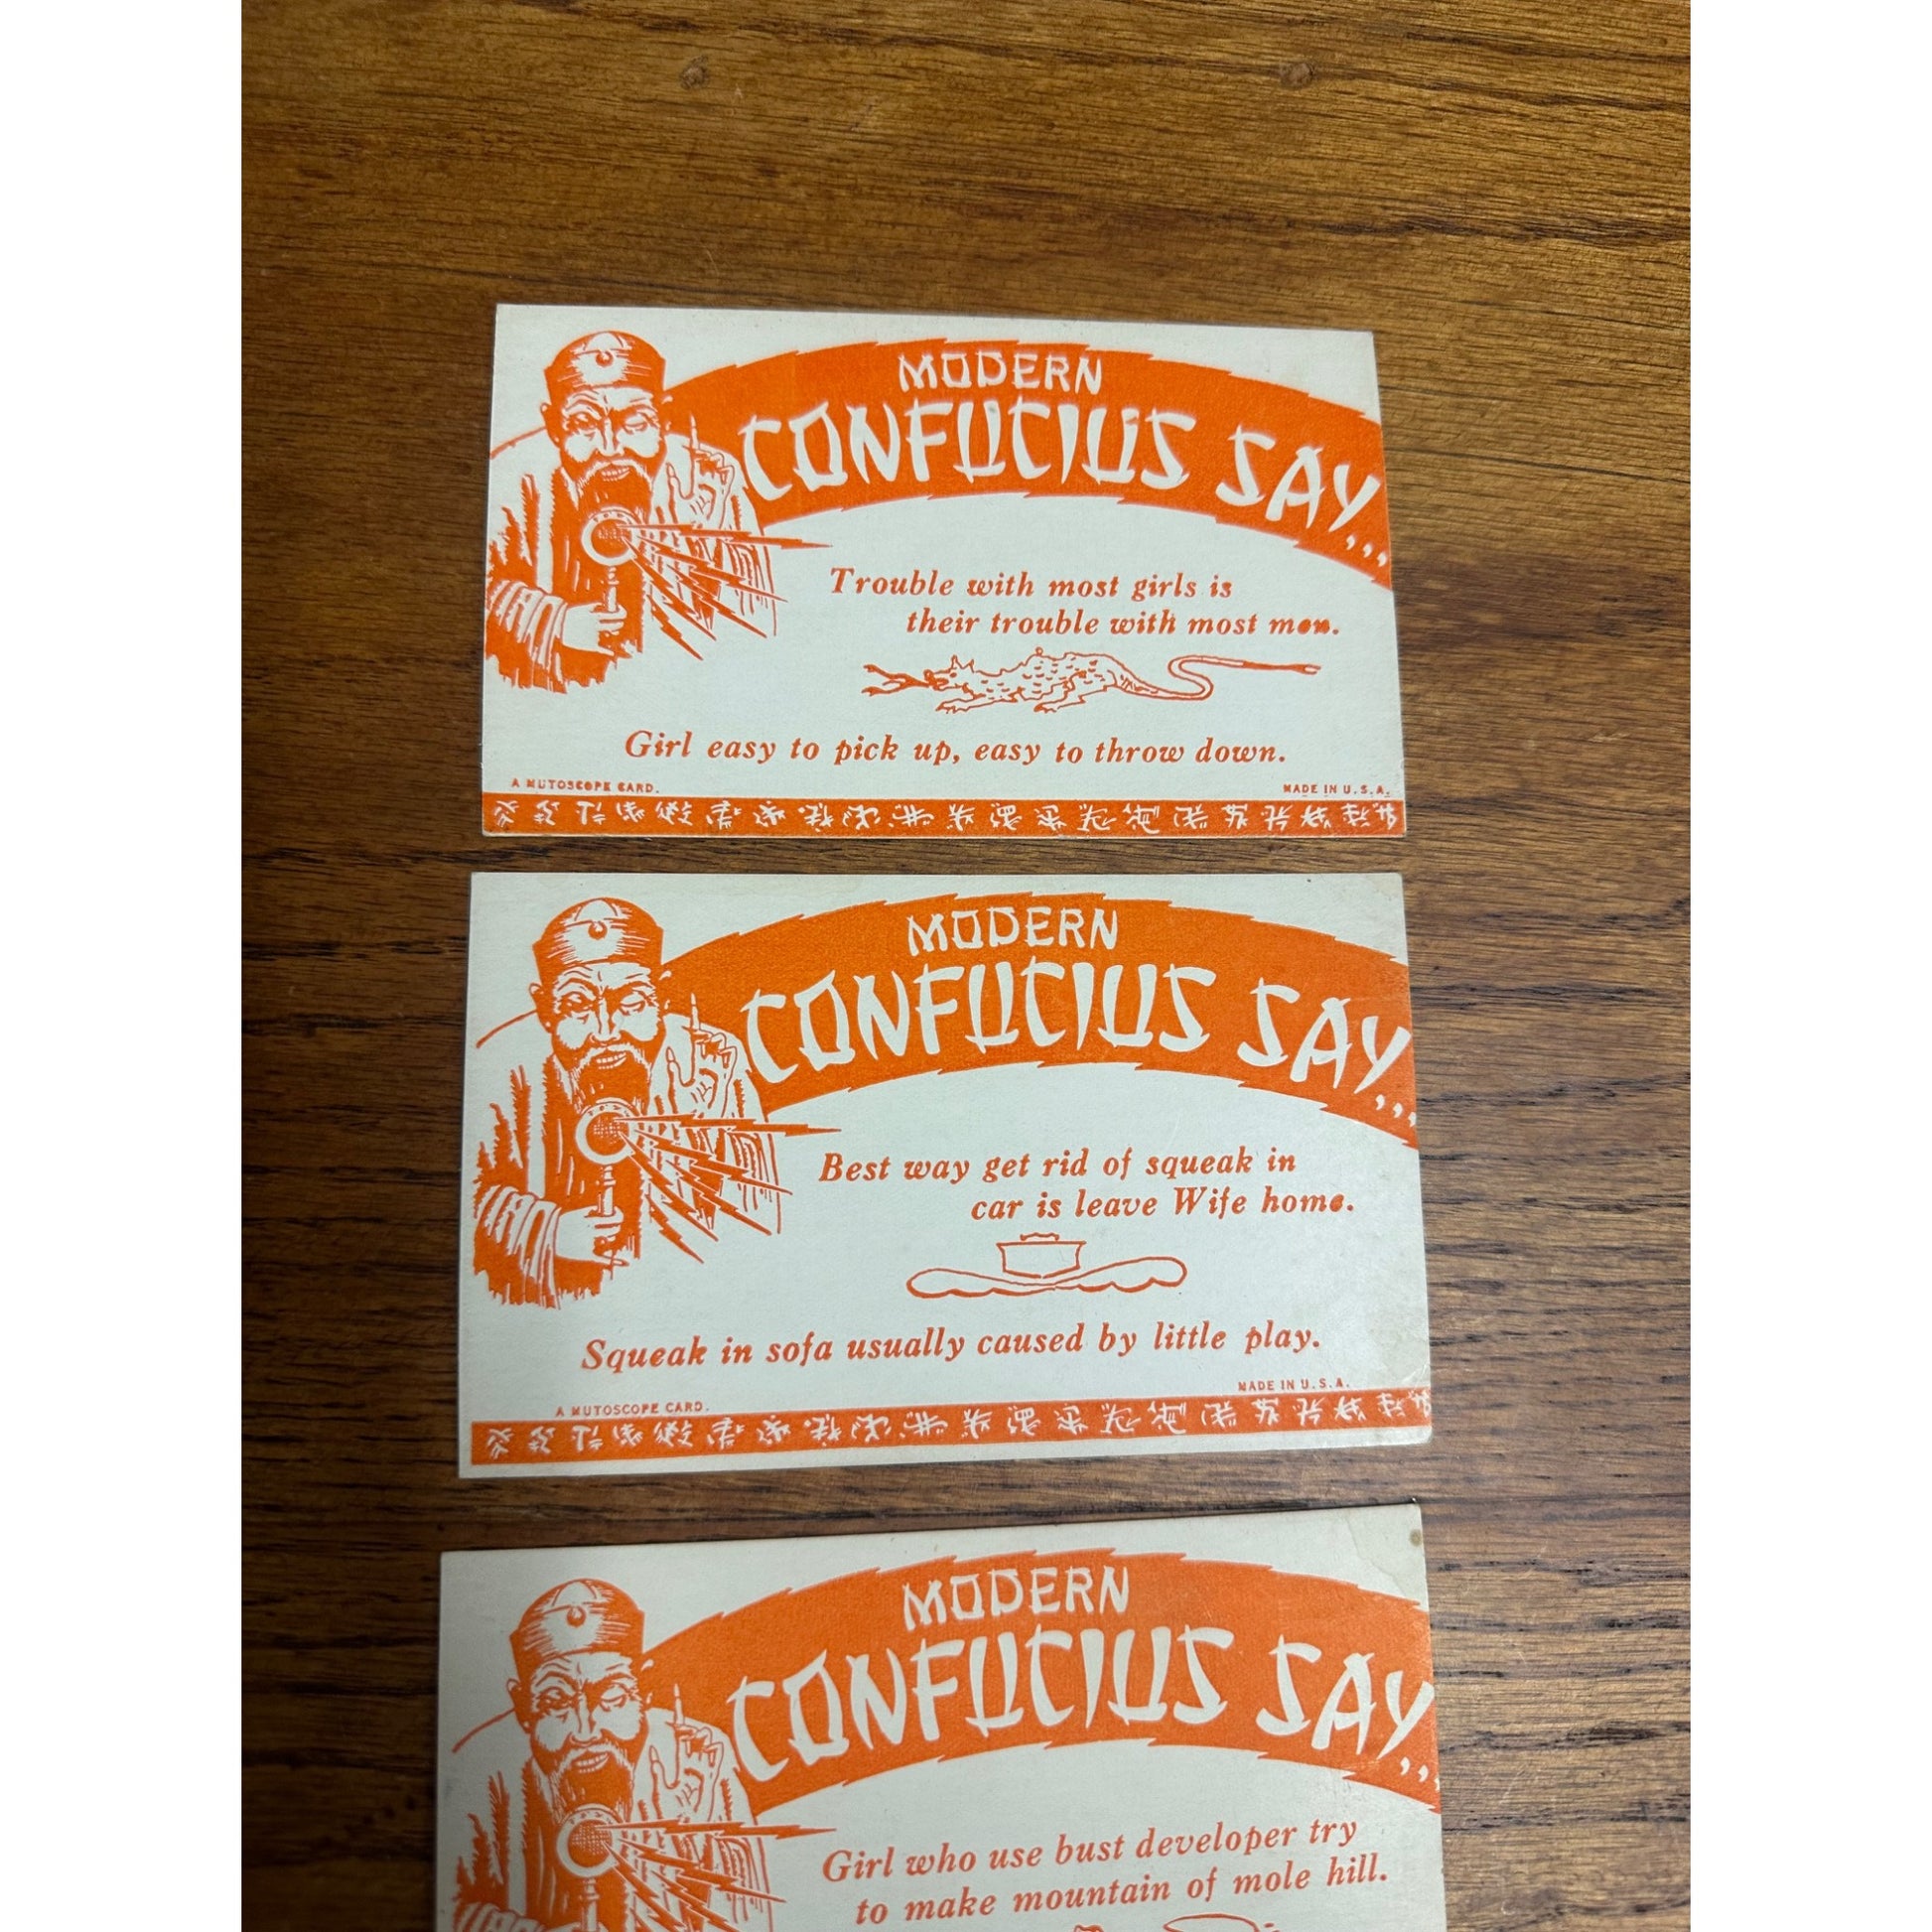 MODERN
CONFUCIUS SAY...
Trouble with most girls is
their trouble with most men.
Girl easy to pick up, easy to throw down.
A MUTOSCOPE CARD.
MADE IN U.S.A.
MODERN
CONFUCIUS SAY...
Best way get rid of squeak in
car is leave Wife home.
Squeak in sofa usually caused by little play.
MADE IN U.S.A.
A MUTOSCOPE CARD.
MODERN
CONFUCIUS SAY...
Girl who use bust developer try
to make mountain of mole hill.